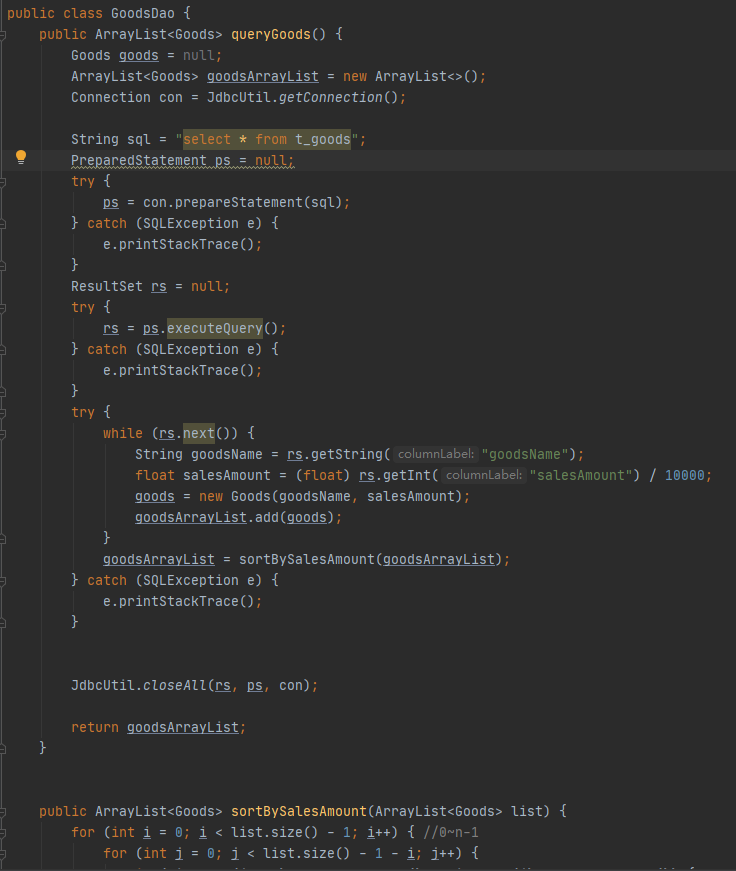 public class GoodsDao {
public ArrayList<Goods> queryGoods() {
Goods goods = null;
ArrayList<Goods> goodsArrayList = new ArrayList<>();
Connection con = JdbcUtil.getConnection();
String sql = "select * from t_goods";
PreparedStatement ps = null;
try {
ps = con.prepareStatement(sql);
} catch (SQLException e) {
e.printStackTrace();
}
ResultSet rs = null;
try {
rs = ps.executeQuery();
} catch (SQLException e) {
e.printStackTrace();
}
try {
while (rs.next()) {
String goodsName = rs.getString( columnLabel: "goodsName");
float salesAmount = (float) rs.getInt( columnLabel: "salesAmount") / 10000;
goods = new Goods(goodsName, salesAmount);
goodsArrayList.add(goods);
}
goodsArrayList = sortBySalesAmount(goodsArrayList);
} catch (SQLException e) {
e.printStackTrace();
}
JdbcUtil.closeAll(rs, ps, con);
return goodsArrayList;
}
public ArrayList<Goods> sortBySalesAmount(ArrayList<Goods> list) {
for (int i = 0; i < list.size() - 1; i++) { //0~n-1
for (int j = 0; j < list.size() - 1 - i; j++) {